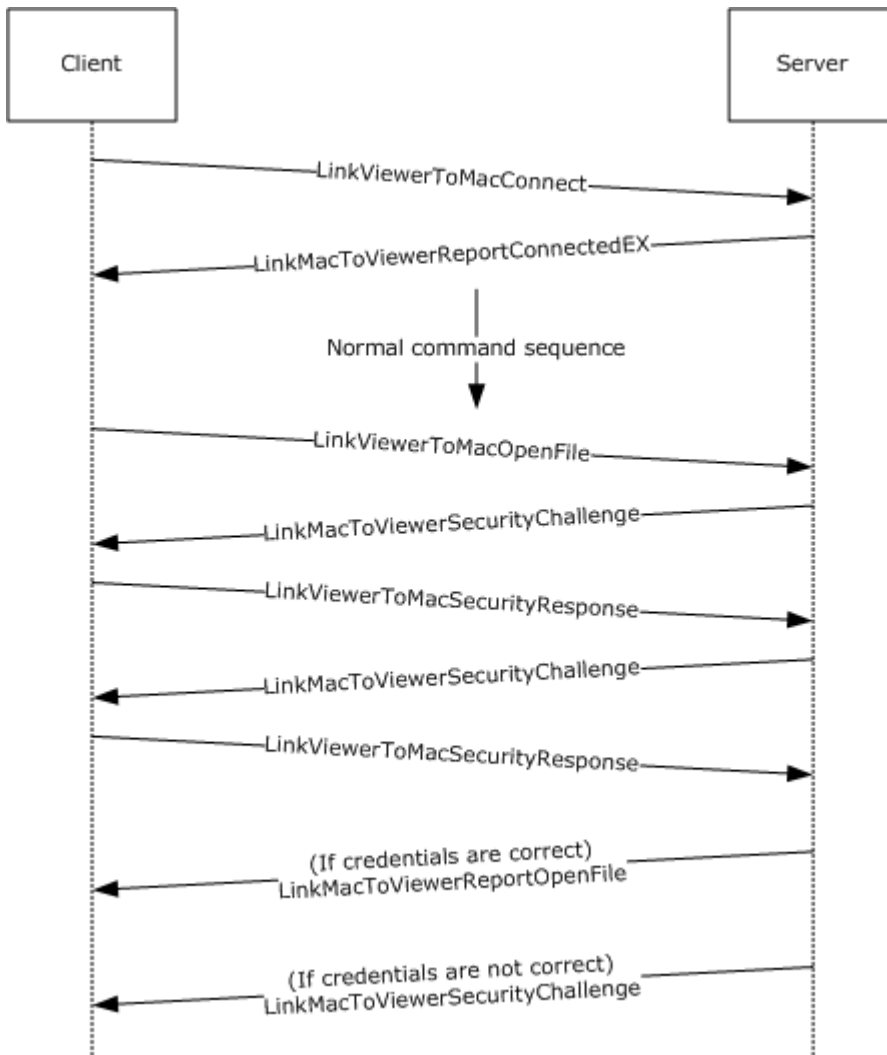 Client
Server
LinkViewerToMacConnect
LinkMacToViewerReportConnectedEX
Normal command sequence
LinkViewerToMacOpenFile
LinkMacToViewerSecurityChallenge
LinkViewerToMacSecurityResponse
LinkMacToViewerSecurityChallenge
LinkViewerToMacSecurityResponse
(If credentials are correct)
LinkMacToViewerReportOpenFile
(If credentials are not correct)
LinkMacToViewerSecurityChallenge